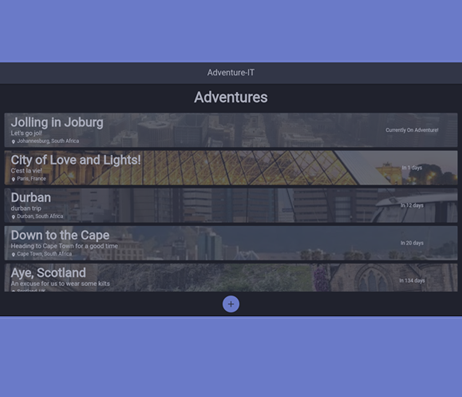 Adventure-IT
Adventures
Jolling in Joburg
Let's go jol!
Johannesburg, South Africa
Currently On Adventure!
City of Love and Lights!
C'est la vie!
Paris, France
In 5 days
Durban
durban trip
Durban, South Africa
In 12 days
Down to the Cape
Heading to Cape Town for a good time
Cape Town, South Africa
In 20 days
Aye, Scotland
An excuse for us to wear some kilts
In 134 days